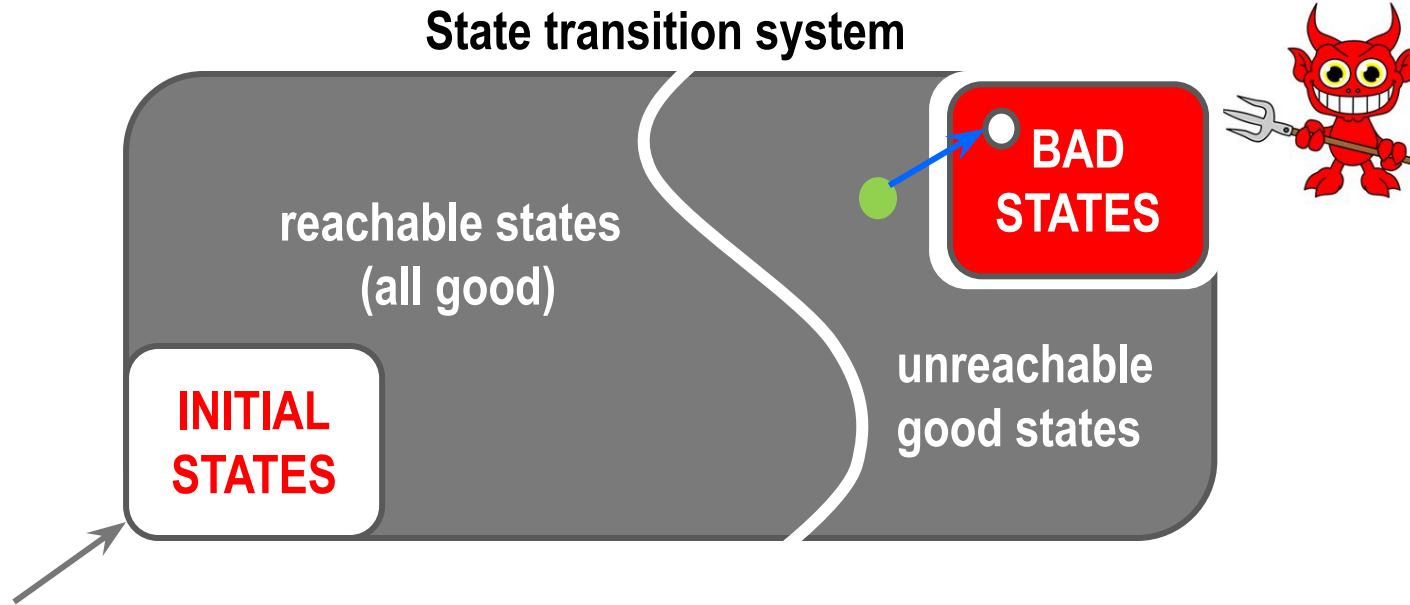 State transition system
BAD
STATES
reachable states
(all good)
unreachable
good states
INITIAL
STATES